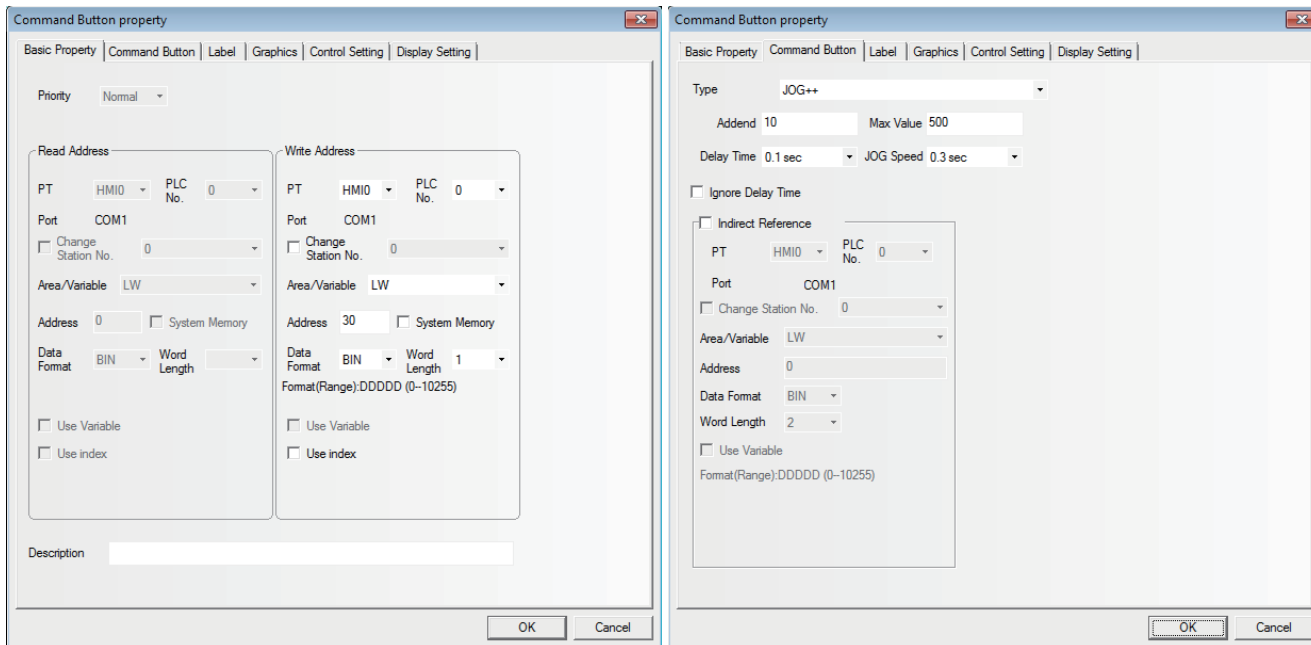 Command Button property
Basic Property Command Button Label Graphics Control Setting Display Setting
Priority Normal
Read Address
PT HMI0 PLC No. 0
Port COM1
Change Station No. 0
Area/Variable LW
Address 0 System Memory
Data Format BIN Word Length
Use Variable
Use index
Write Address
PT HMI0 PLC No. 0
Port COM1
Change Station No. 0
Area/Variable LW
Address 30 System Memory
Data Format BIN Word Length 1
Format(Range):DDDDD (0--10255)
Use Variable
Use index
Description
OK Cancel
Command Button property
Basic Property Command Button Label Graphics Control Setting Display Setting
Type JOG++
Addend 10 Max Value 500
Delay Time 0.1 sec JOG Speed 0.3 sec
Ignore Delay Time
Indirect Reference
PT HMI0 PLC No. 0
Port COM1
Change Station No. 0
Area/Variable LW
Address 0
Data Format BIN
Word Length 2
Use Variable
Format(Range):DDDDD (0--10255)
OK Cancel